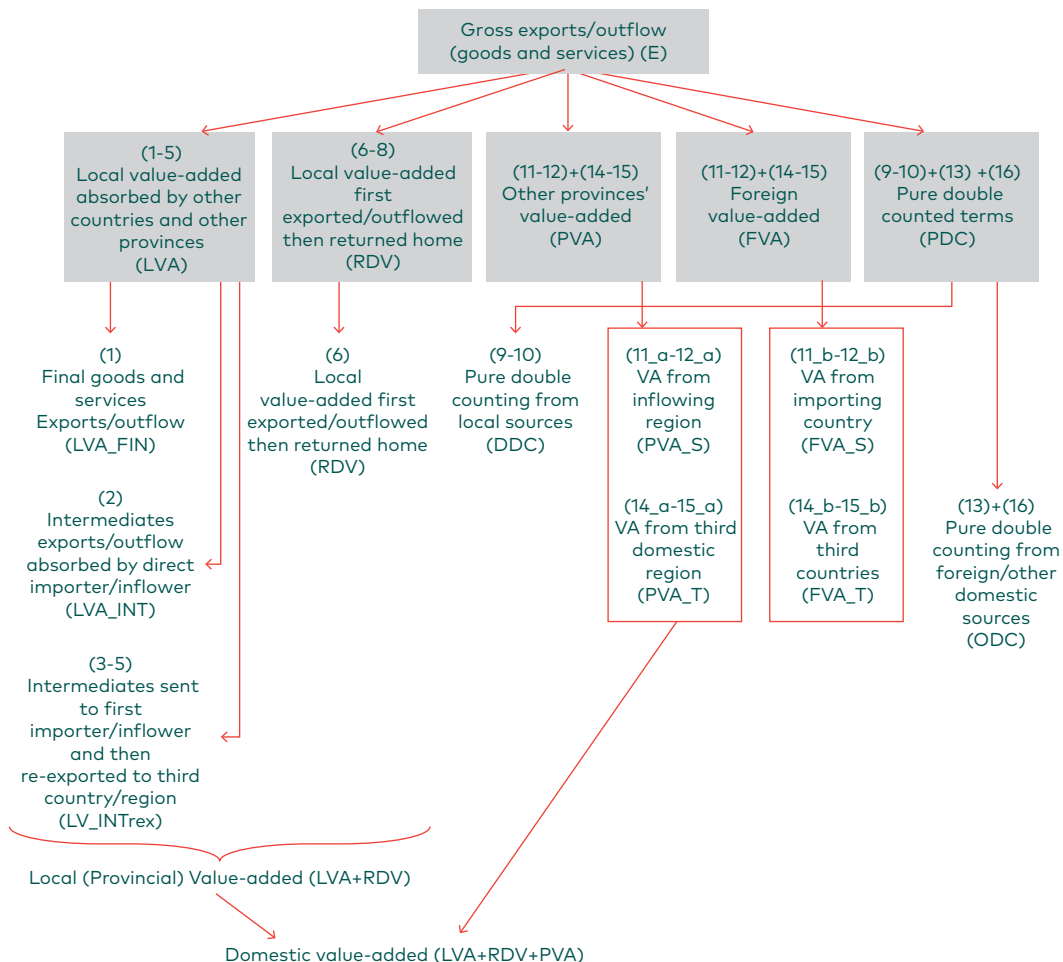 Gross exports/outflow
(goods and services) (E)
(1-5)
Local value-added
absorbed by other
countries and other
provinces
(LVA)
(6-8)
Local value-added
first
exported/outflowed
then returned home
(RDV)
(11-12)+(14-15)
Other provinces’
value-added
(PVA)
(11-12)+(14-15)
Foreign
value-added
(FVA)
(9-10)+(13) +(16)
Pure double
counted terms
(PDC)
(1)
Final goods and
services
Exports/outflow
(LVA_FIN)
(6)
Local
value-added first
exported/outflowed
then returned home
(RDV)
(9-10)
Pure double
counting from
local sources
(DDC)
(11_a-12_a)
VA from
inflowing
region
(PVA_S)
(11_b-12_b)
VA from
importing
country
(FVA_S)
(2)
Intermediates
exports/outflow
absorbed by direct
importer/inflower
(LVA_INT)
(14_a-15_a)
VA from third
domestic
region
(PVA_T)
(14_b-15_b)
VA from
third
countries
(FVA_T)
(13)+(16)
Pure double
counting from
foreign/other
domestic
sources
(ODC)
(3-5)
Intermediates sent
to first
importer/inflower
and then
re-exported to third
country/region
(LV_INTrex)
Local (Provincial) Value-added (LVA+RDV)
Domestic value-added (LVA+RDV+PVA)